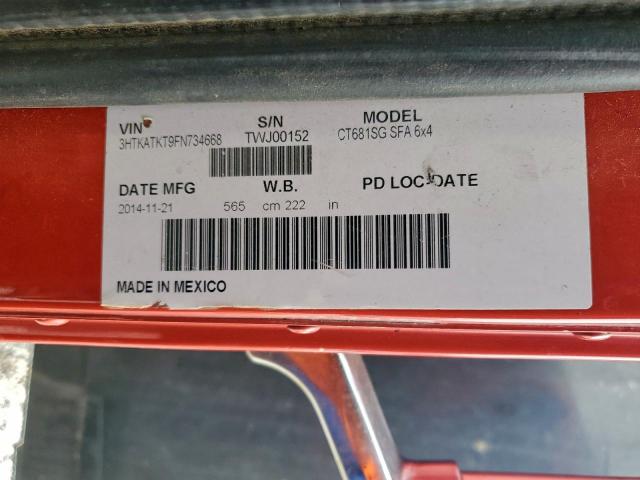 VIN S/N MODEL
3HTKATKT9FN734668 TWJ00152 CT681SG SFA 6x4
DATE MFG W.B. PD LOC-DATE
2014-11-21 565 cm 222 in
MADE IN MEXICO